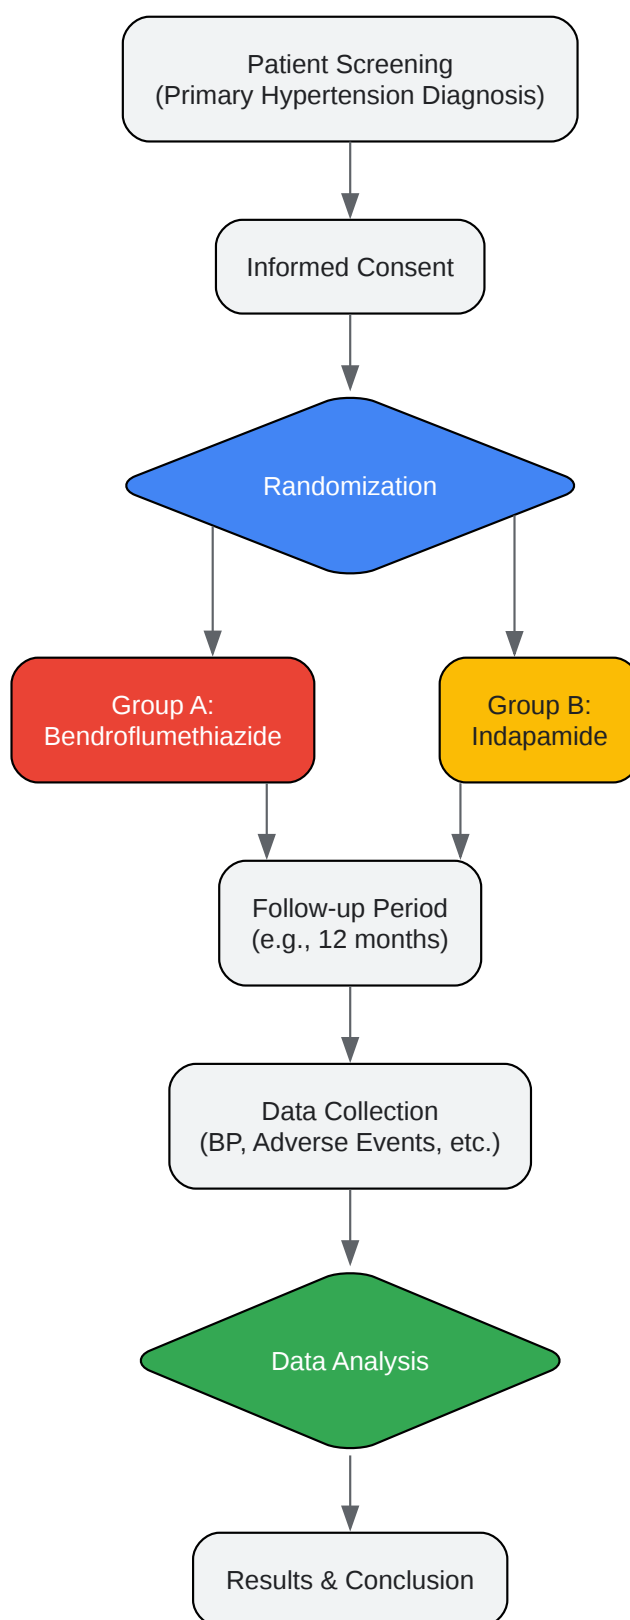 Patient Screening
(Primary Hypertension Diagnosis)
Informed Consent
Randomization
Group A:
Bendroflumethiazide
Group B:
Indapamide
Follow-up Period
(e.g., 12 months)
Data Collection
(BP, Adverse Events, etc.)
Data Analysis
Results & Conclusion